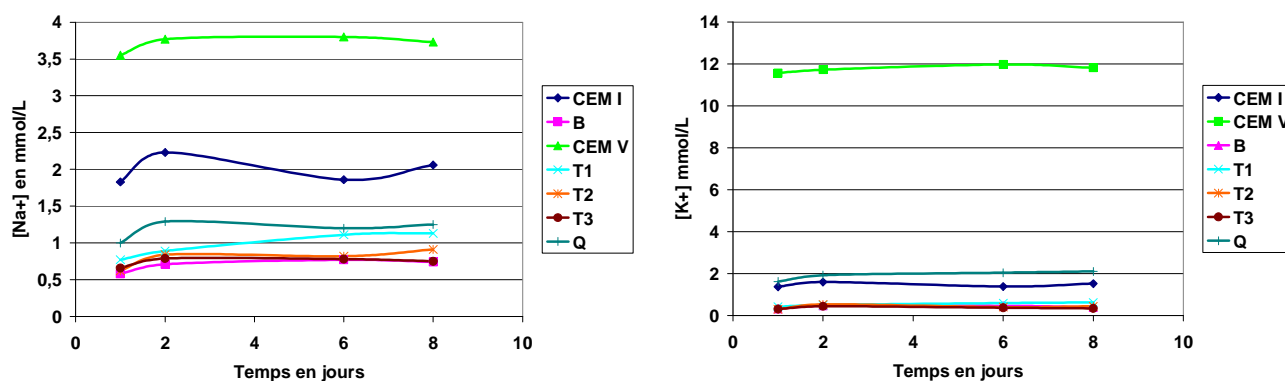 4
3,5
3
2,5
2
1,5
1
0,5
0
0 2 4 6 8 10
[Na+] en mmol/L
Temps en jours
CEM I
B
CEM V
T1
T2
T3
Q
14
12
10
8
6
4
2
0
0 2 4 6 8 10
[K+] mmol/L
Temps en jours
CEM I
CEM V
B
T1
T2
T3
Q